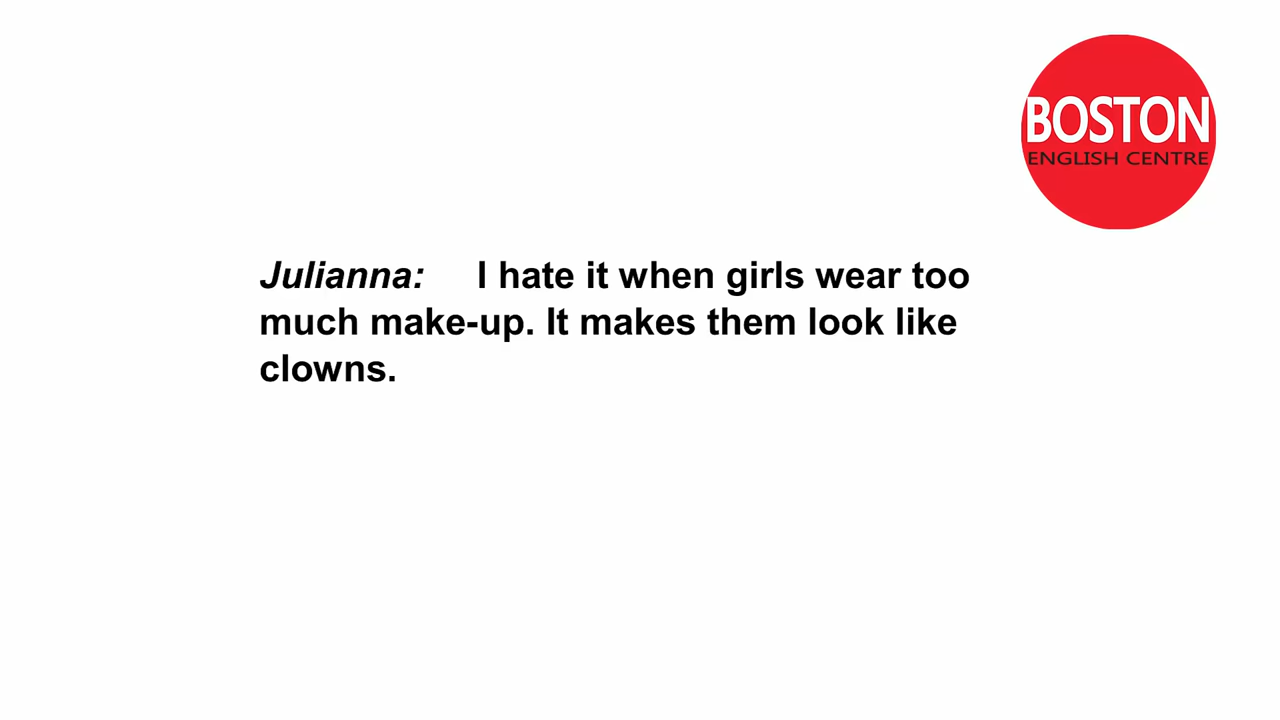 BOSTON
ENGLISH CENTRE
Julianna: I hate it when girls wear too
much make-up. It makes them look like
clowns.